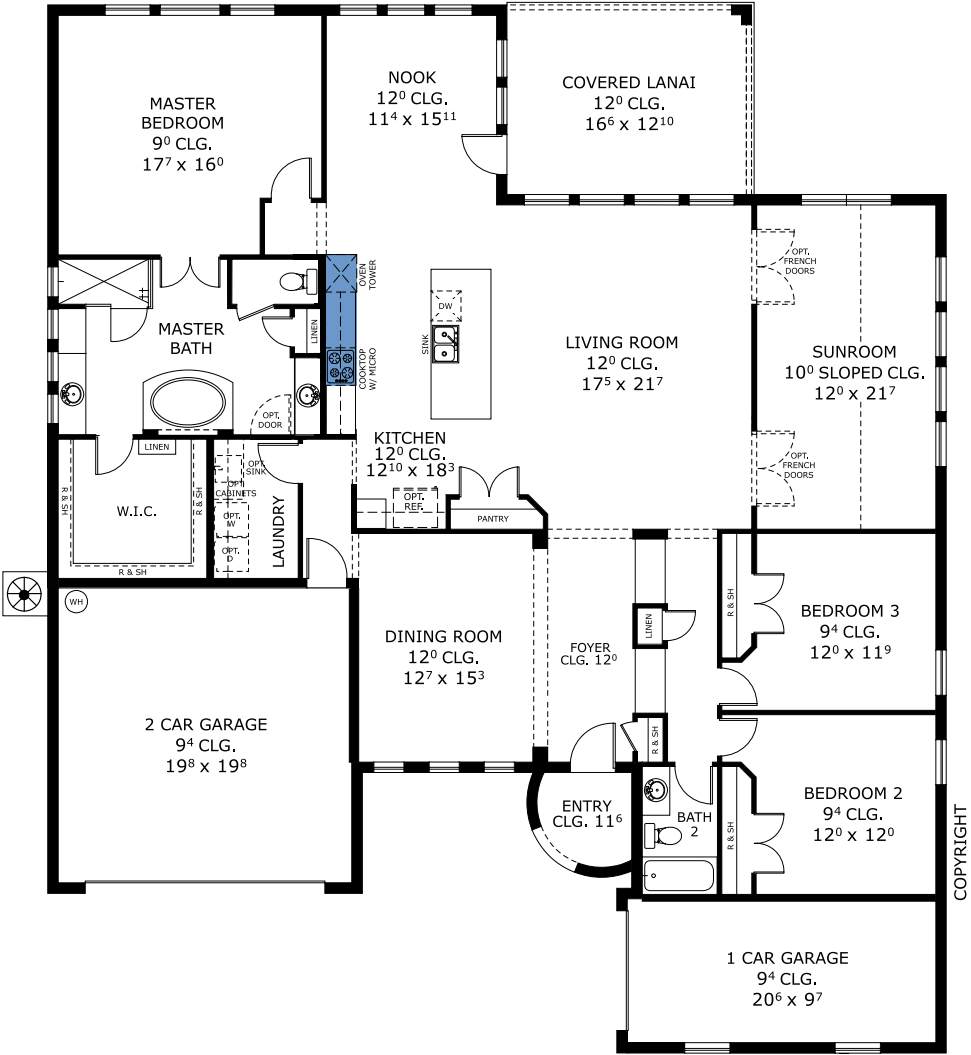 NOOK
12⁰ CLG.
11⁴ x 15¹¹
COVERED LANAI
12⁰ CLG.
16⁶ x 12¹⁰
MASTER
BEDROOM
9⁰ CLG.
17⁷ x 16⁰
OPT.
FRENCH
DOORS
OVEN
TOWER
DW
SINK
LINEN
MASTER
BATH
COOKTOP
W/ MICRO
LIVING ROOM
12⁰ CLG.
17⁵ x 21⁷
SUNROOM
10⁰ SLOPED CLG.
12⁰ x 21⁷
OPT.
DOOR
KITCHEN
12⁰ CLG.
12¹⁰ x 18³
OPT.
FRENCH
DOORS
LINEN
OPT.
SINK
OPT
CABINETS
R & SH
W.I.C.
R & SH
R & SH
OPT.
W
OPT.
D
LAUNDRY
OPT.
REF.
PANTRY
WH
DINING ROOM
12⁰ CLG.
12⁷ x 15³
FOYER
CLG. 12⁰
LINEN
R & SH
R & SH
BEDROOM 3
9⁴ CLG.
12⁰ x 11⁹
2 CAR GARAGE
9⁴ CLG.
19⁸ x 19⁸
ENTRY
CLG. 11⁶
BATH
2
R & SH
BEDROOM 2
9⁴ CLG.
12⁰ x 12⁰
COPYRIGHT
1 CAR GARAGE
9⁴ CLG.
20⁶ x 9⁷